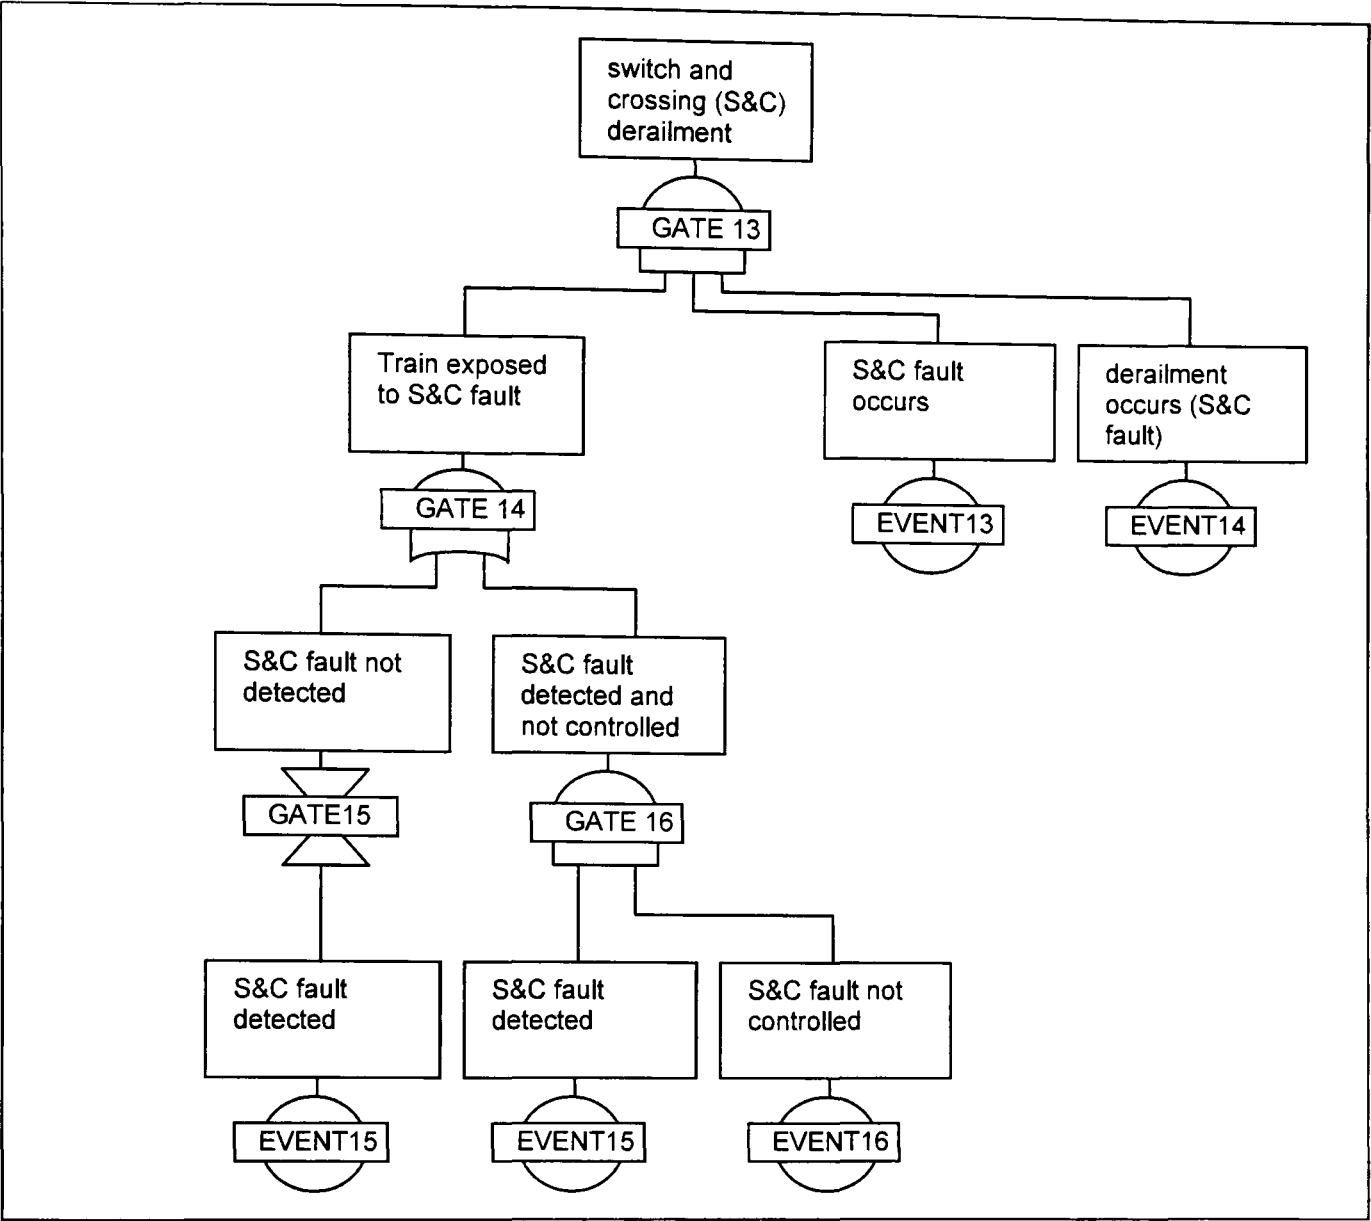 switch and
crossing (S&C)
derailment
GATE 13
Train exposed
to S&C fault
S&C fault
occurs
derailment
occurs (S&C
fault)
GATE 14
EVENT13
EVENT14
S&C fault not
detected
S&C fault
detected and
not controlled
GATE15
GATE 16
S&C fault
detected
S&C fault
detected
S&C fault not
controlled
EVENT15
EVENT15
EVENT16